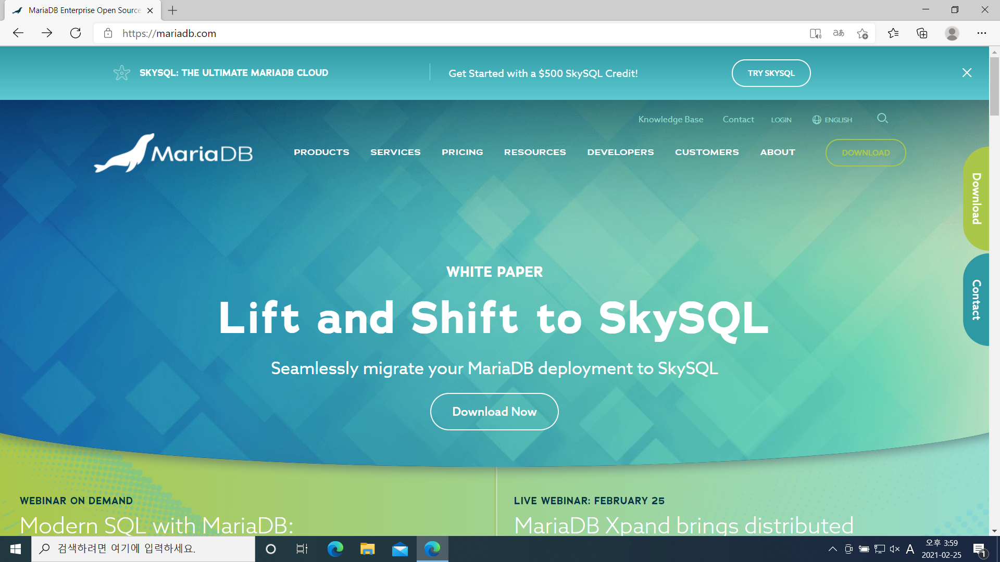 MariaDB Enterprise Open Source
https://mariadb.com
SKYSQL: THE ULTIMATE MARIADB CLOUD
Get Started with a $500 SkySQL Credit!
TRY SKYSQL
Knowledge Base
Contact
LOGIN
ENGLISH
MariaDB
PRODUCTS
SERVICES
PRICING
RESOURCES
DEVELOPERS
CUSTOMERS
ABOUT
DOWNLOAD
Download
Contact
WHITE PAPER
Lift and Shift to SkySQL
Seamlessly migrate your MariaDB deployment to SkySQL
Download Now
WEBINAR ON DEMAND
Modern SQL with MariaDB:
LIVE WEBINAR: FEBRUARY 25
MariaDB Xpand brings distributed
검색하려면 여기에 입력하세요.
A
오후 3:59
2021-02-25
1